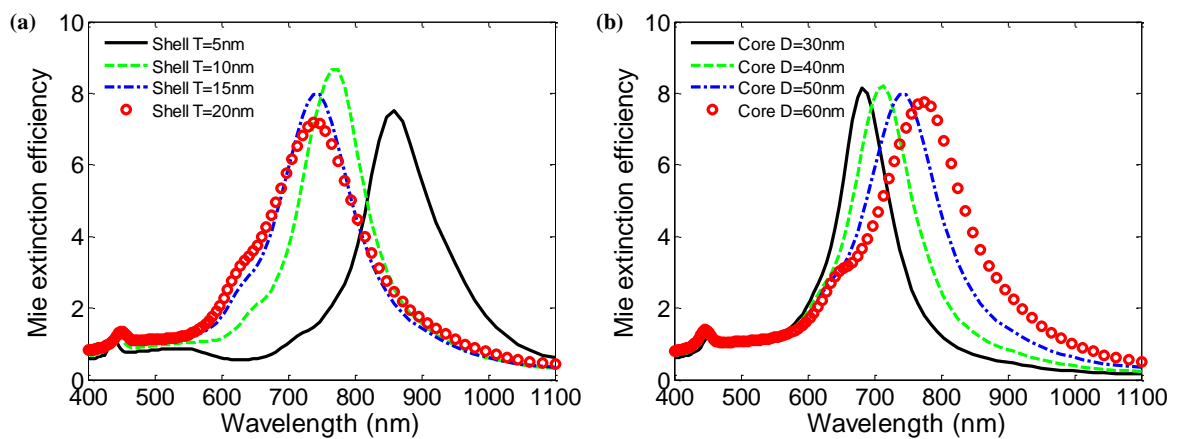 (a)
Mie extinction efficiency
10
8
6
4
2
0
Shell T=5nm
Shell T=10nm
Shell T=15nm
Shell T=20nm
400 500 600 700 800 900 1000 1100
Wavelength (nm)
(b)
Mie extinction efficiency
10
8
6
4
2
0
Core D=30nm
Core D=40nm
Core D=50nm
Core D=60nm
400 500 600 700 800 900 1000 1100
Wavelength (nm)